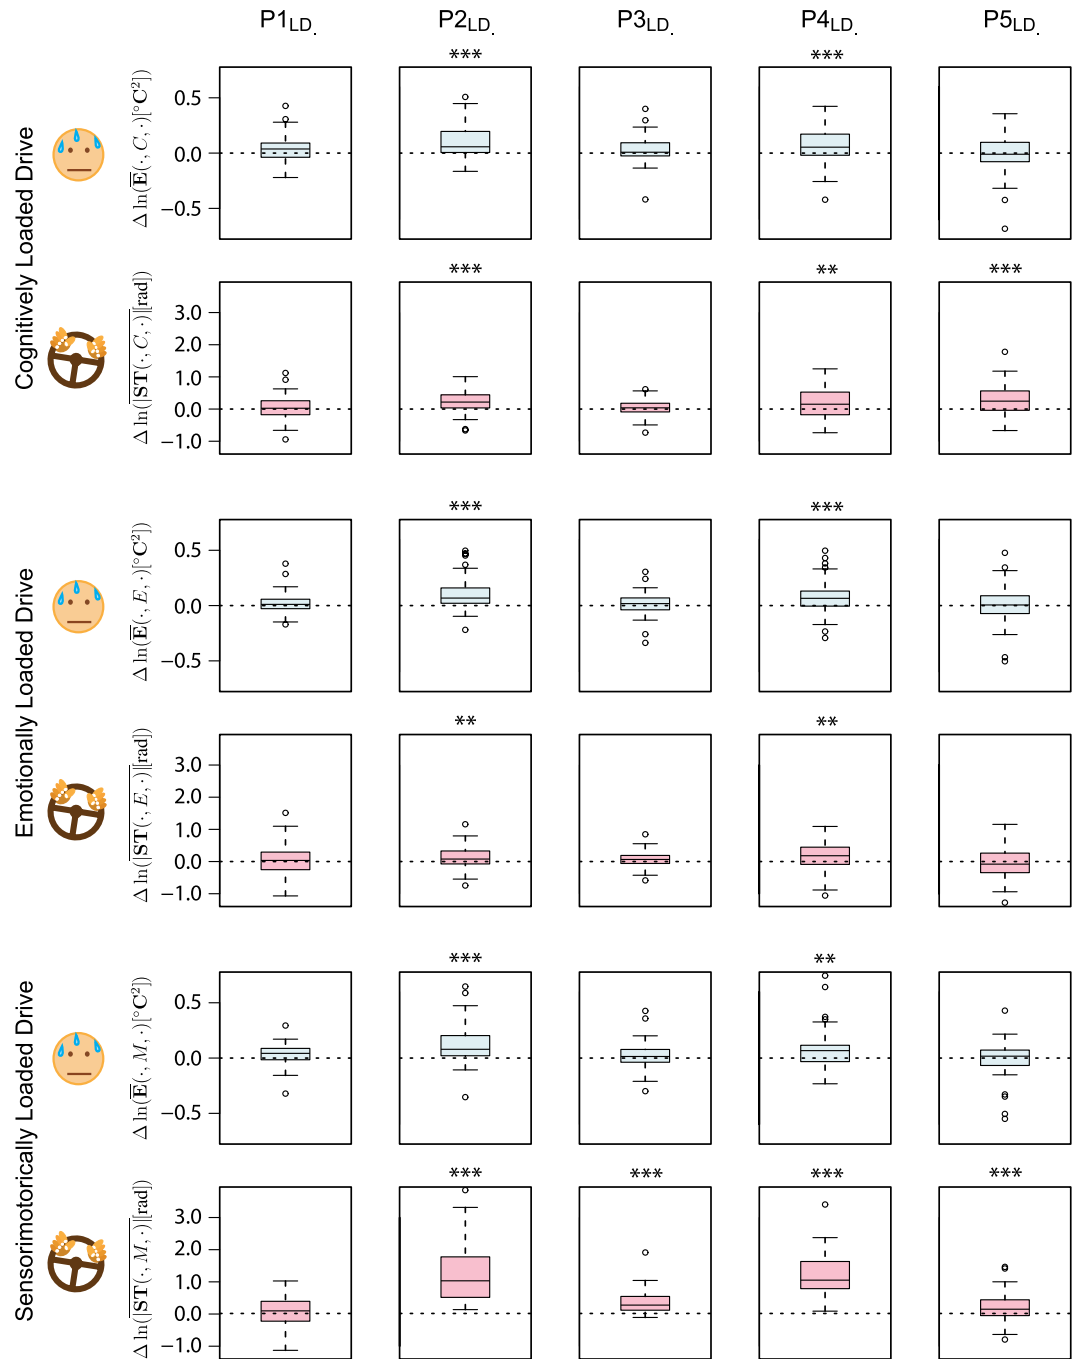 P1LD. P2LD. P3LD. P4LD. P5LD.
Cognitively Loaded Drive
Δ ln(E̅(·, C, ·)[°C²])
*** ***
0.5
0.0
−0.5
Δ ln(|ST(·, C, ·)|[rad])
*** ** ***
3.0
2.0
1.0
0.0
−1.0
Emotionally Loaded Drive
Δ ln(E̅(·, E, ·)[°C²])
*** ***
0.5
0.0
−0.5
Δ ln(|ST(·, E, ·)|[rad])
** **
3.0
2.0
1.0
0.0
−1.0
Sensorimotorically Loaded Drive
Δ ln(E̅(·, M, ·)[°C²])
*** **
0.5
0.0
−0.5
Δ ln(|ST(·, M, ·)|[rad])
*** *** *** ***
3.0
2.0
1.0
0.0
−1.0